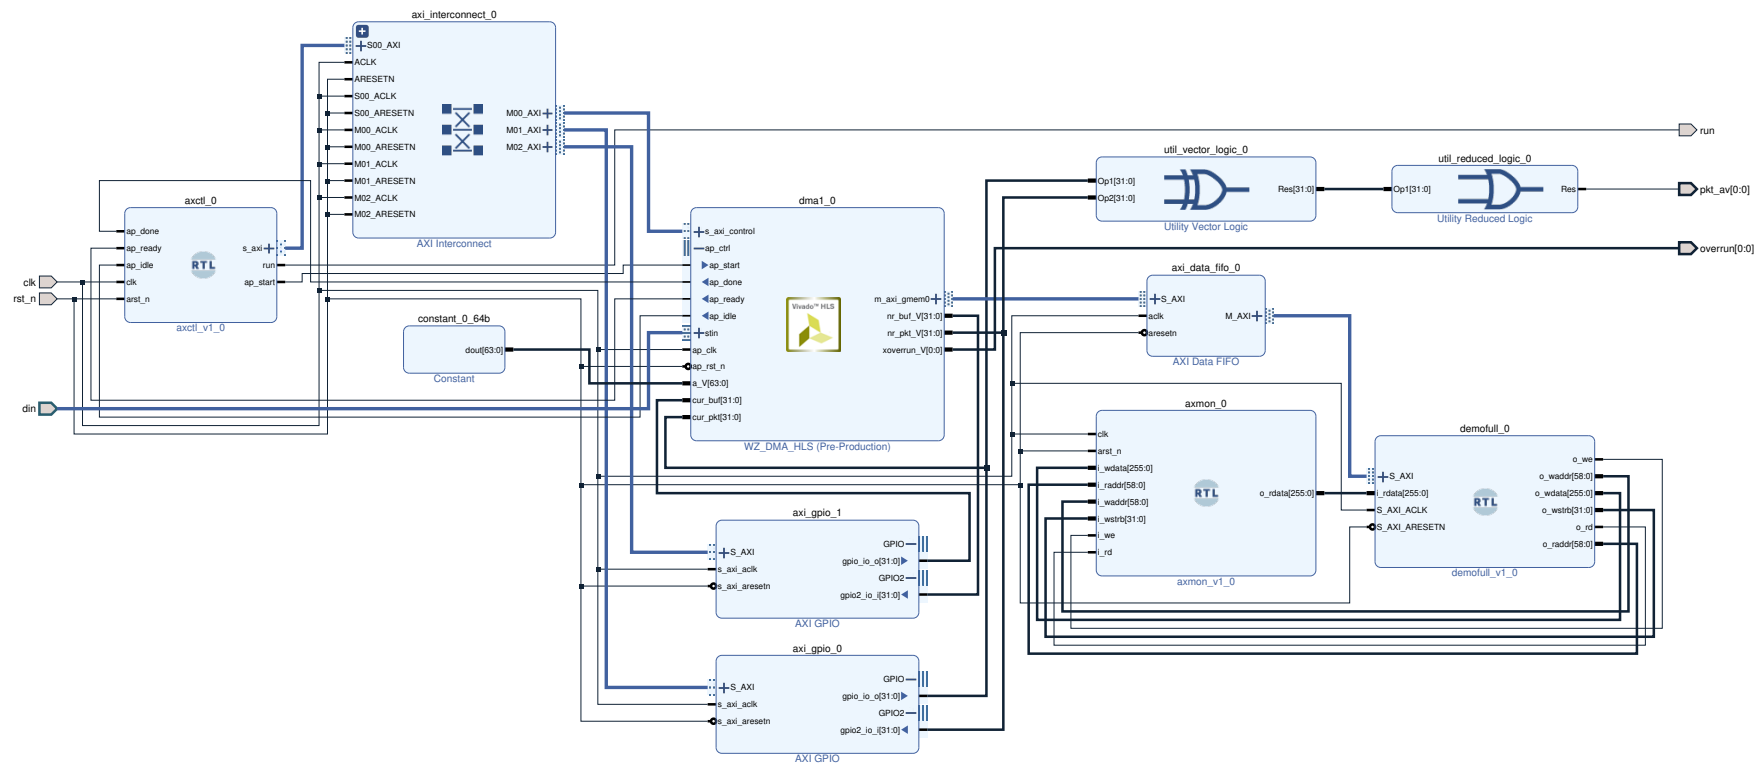 axi_interconnect_0
S00_AXI
ACLK
ARESETN
S00_ACLK
S00_ARESETN
M00_ACLK
M00_ARESETN
M01_ACLK
M01_ARESETN
M02_ACLK
M02_ARESETN
M00_AXI
M01_AXI
M02_AXI
AXI Interconnect
axctl_0
ap_done
ap_ready
ap_idle
clk
arst_n
s_axi
run
ap_start
RTL
axctl_v1_0
clk
rst_n
din
constant_0_64b
dout[63:0]
Constant
dma1_0
s_axi_control
ap_ctrl
ap_start
ap_done
ap_ready
ap_idle
stin
ap_clk
ap_rst_n
a_V[63:0]
cur_buf[31:0]
cur_pkt[31:0]
Vivado™ HLS
m_axi_gmem0
nr_buf_V[31:0]
nr_pkt_V[31:0]
xoverrun_V[0:0]
WZ_DMA_HLS (Pre-Production)
axi_gpio_1
S_AXI
s_axi_aclk
s_axi_aresetn
GPIO
gpio_io_o[31:0]
GPIO2
gpio2_io_i[31:0]
AXI GPIO
axi_gpio_0
S_AXI
s_axi_aclk
s_axi_aresetn
GPIO
gpio_io_o[31:0]
GPIO2
gpio2_io_i[31:0]
AXI GPIO
util_vector_logic_0
Op1[31:0]
Op2[31:0]
Res[31:0]
Utility Vector Logic
util_reduced_logic_0
Op1[31:0]
Res
Utility Reduced Logic
run
pkt_av[0:0]
overrun[0:0]
axi_data_fifo_0
S_AXI
aclk
aresetn
M_AXI
AXI Data FIFO
axmon_0
clk
arst_n
i_wdata[255:0]
i_raddr[58:0]
i_waddr[58:0]
i_wstrb[31:0]
i_we
i_rd
RTL
o_rdata[255:0]
axmon_v1_0
demofull_0
S_AXI
i_rdata[255:0]
S_AXI_ACLK
S_AXI_ARESETN
RTL
o_we
o_waddr[58:0]
o_wdata[255:0]
o_wstrb[31:0]
o_rd
o_raddr[58:0]
demofull_v1_0